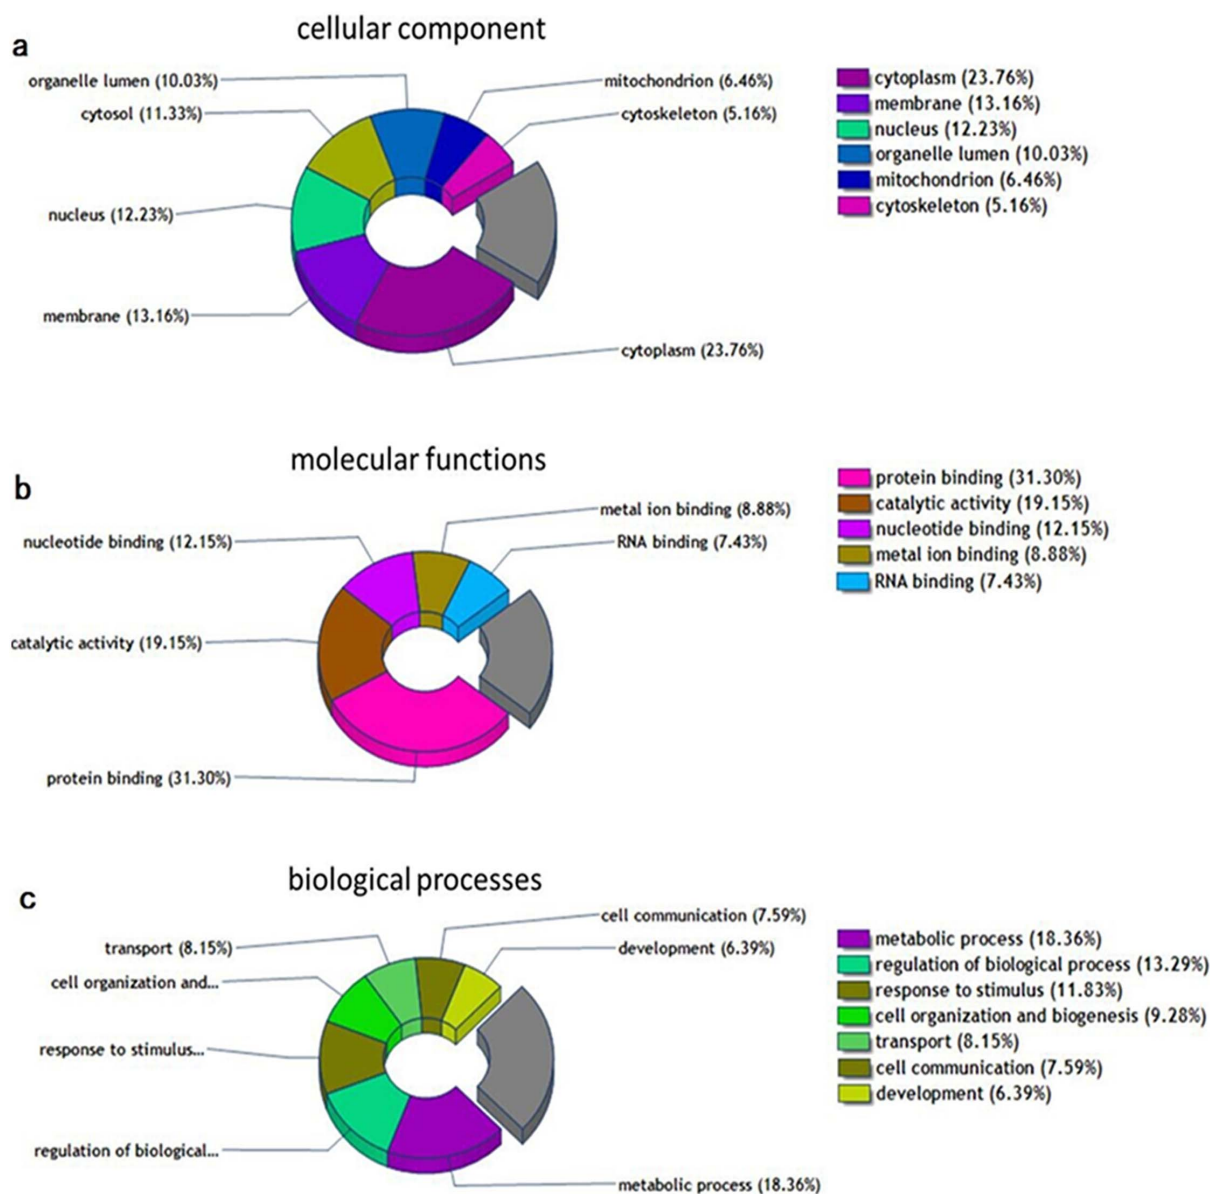 cellular component
a
organelle lumen (10.03%)
cytosol (11.33%)
nucleus (12.23%)
membrane (13.16%)
mitochondrion (6.46%)
cytoskeleton (5.16%)
cytoplasm (23.76%)
cytoplasm (23.76%)
membrane (13.16%)
nucleus (12.23%)
organelle lumen (10.03%)
mitochondrion (6.46%)
cytoskeleton (5.16%)
molecular functions
b
metal ion binding (8.88%)
RNA binding (7.43%)
nucleotide binding (12.15%)
catalytic activity (19.15%)
protein binding (31.30%)
protein binding (31.30%)
catalytic activity (19.15%)
nucleotide binding (12.15%)
metal ion binding (8.88%)
RNA binding (7.43%)
biological processes
c
cell communication (7.59%)
development (6.39%)
transport (8.15%)
cell organization and...
response to stimulus...
regulation of biological...
metabolic process (18.36%)
metabolic process (18.36%)
regulation of biological process (13.29%)
response to stimulus (11.83%)
cell organization and biogenesis (9.28%)
transport (8.15%)
cell communication (7.59%)
development (6.39%)